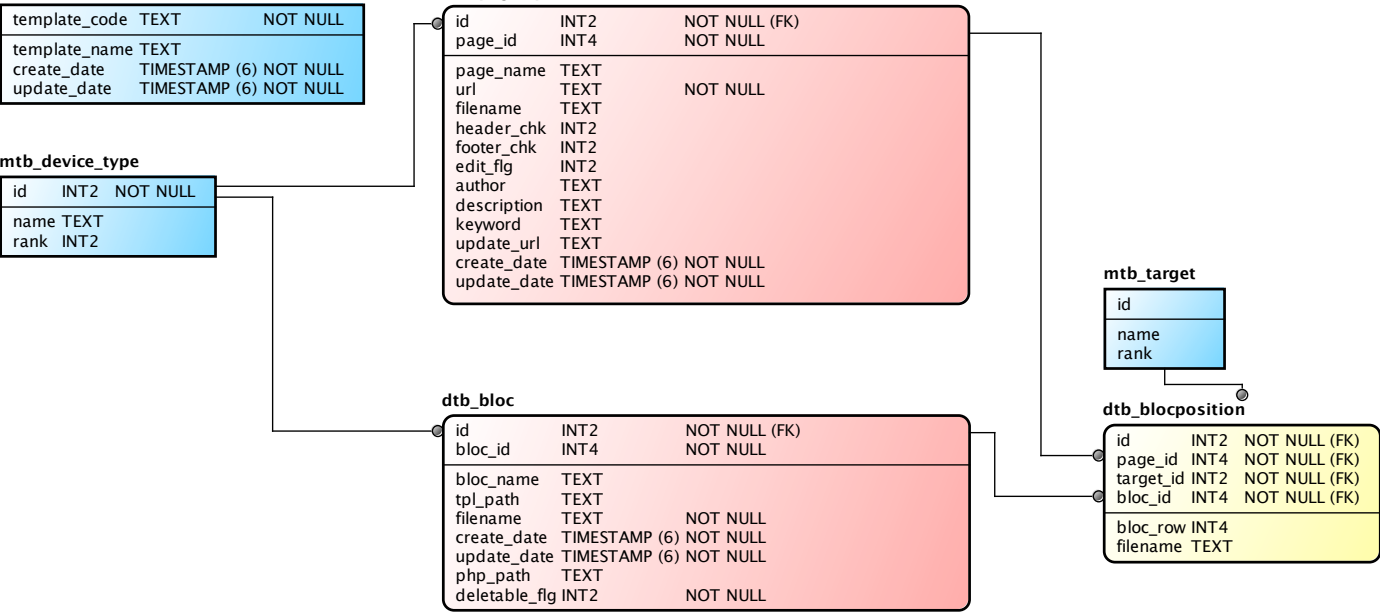 template_code TEXT NOT NULL
template_name TEXT
create_date TIMESTAMP (6) NOT NULL
update_date TIMESTAMP (6) NOT NULL
id INT2 NOT NULL (FK)
page_id INT4 NOT NULL
page_name TEXT
url TEXT NOT NULL
filename TEXT
header_chk INT2
footer_chk INT2
edit_flg INT2
author TEXT
description TEXT
keyword TEXT
update_url TEXT
create_date TIMESTAMP (6) NOT NULL
update_date TIMESTAMP (6) NOT NULL
mtb_device_type
id INT2 NOT NULL
name TEXT
rank INT2
mtb_target
id
name
rank
dtb_bloc
id INT2 NOT NULL (FK)
bloc_id INT4 NOT NULL
bloc_name TEXT
tpl_path TEXT
filename TEXT NOT NULL
create_date TIMESTAMP (6) NOT NULL
update_date TIMESTAMP (6) NOT NULL
php_path TEXT
deletable_flg INT2 NOT NULL
dtb_blocposition
id INT2 NOT NULL (FK)
page_id INT4 NOT NULL (FK)
target_id INT2 NOT NULL (FK)
bloc_id INT4 NOT NULL (FK)
bloc_row INT4
filename TEXT